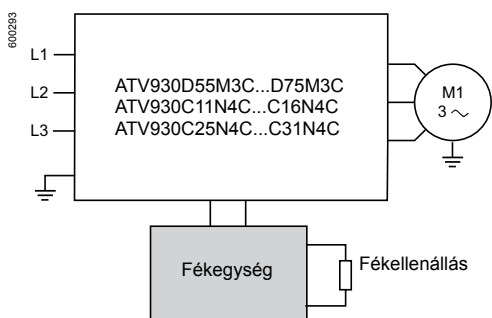 600293
L1
L2
L3
ATV930D55M3C...D75M3C
ATV930C11N4C...C16N4C
ATV930C25N4C...C31N4C
M1
3 ~
Fékegység
Fékellenállás